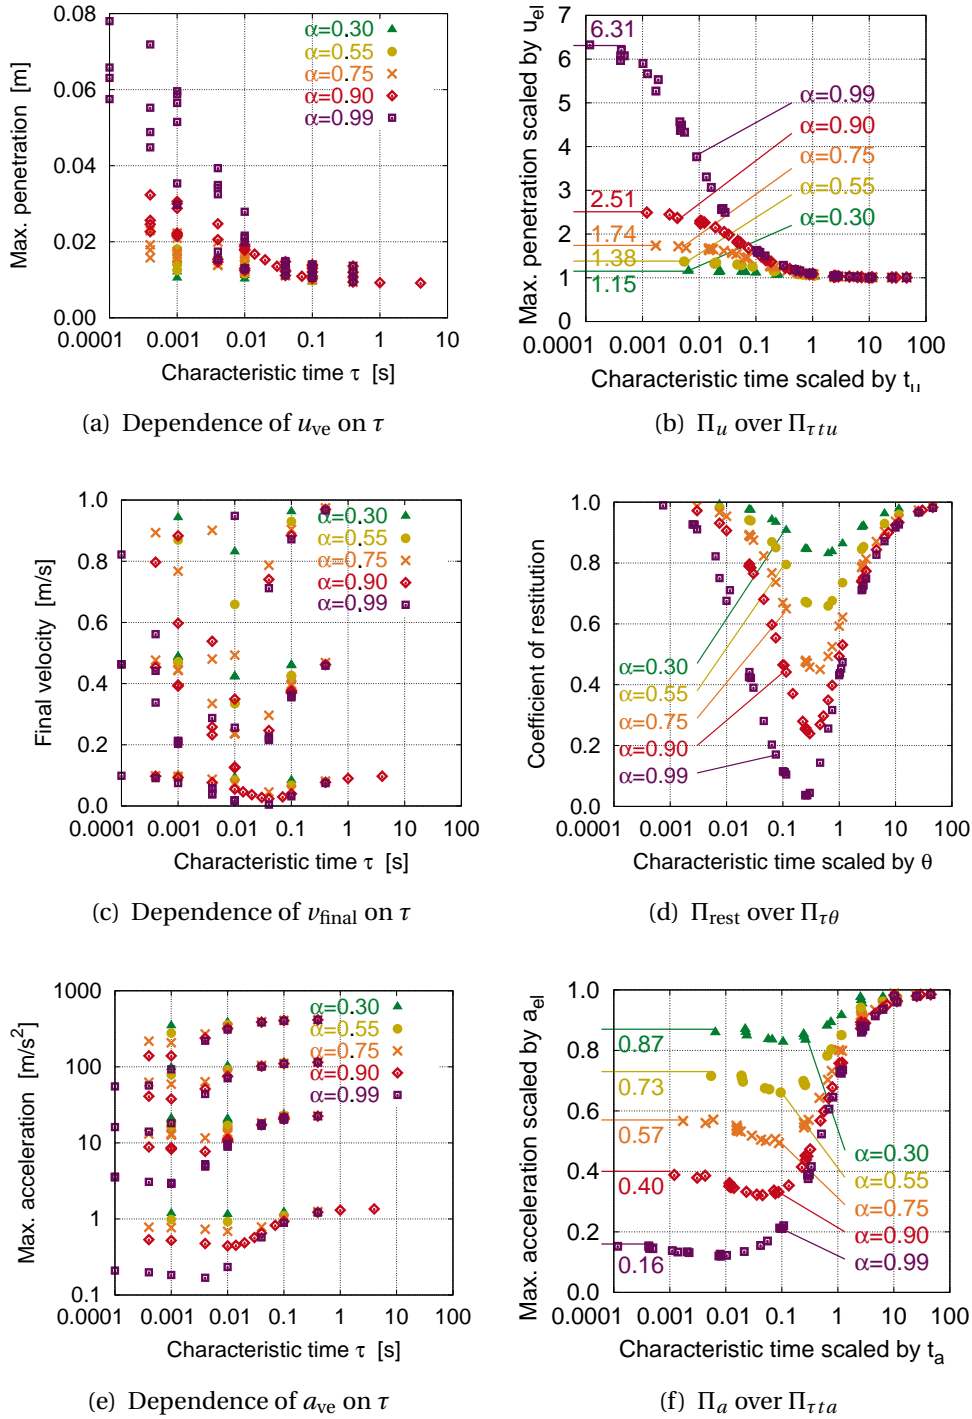 0.08
0.06
0.04
0.02
0.00
0.0001 0.001 0.01 0.1 1 10
Max. penetration [m]
Characteristic time τ [s]
α=0.30
α=0.55
α=0.75
α=0.90
α=0.99
(a) Dependence of uve on τ
7
6
5
4
3
2
1
0
0.0001 0.001 0.01 0.1 1 10 100
Max. penetration scaled by uel
Characteristic time scaled by tu
6.31
2.51
1.74
1.38
1.15
α=0.99
α=0.90
α=0.75
α=0.55
α=0.30
(b) Πu over Πτtu
1.0
0.8
0.6
0.4
0.2
0.0
0.0001 0.001 0.01 0.1 1 10 100
Final velocity [m/s]
Characteristic time τ [s]
α=0.30
α=0.55
α=0.75
α=0.90
α=0.99
(c) Dependence of vfinal on τ
1.0
0.8
0.6
0.4
0.2
0.0
0.0001 0.001 0.01 0.1 1 10 100
Coefficient of restitution
Characteristic time scaled by θ
α=0.30
α=0.55
α=0.75
α=0.90
α=0.99
(d) Πrest over Πτθ
1000
100
10
1
0.1
0.0001 0.001 0.01 0.1 1 10 100
Max. acceleration [m/s²]
Characteristic time τ [s]
α=0.30
α=0.55
α=0.75
α=0.90
α=0.99
(e) Dependence of ave on τ
1.0
0.8
0.6
0.4
0.2
0.0
0.0001 0.001 0.01 0.1 1 10 100
Max. acceleration scaled by ael
Characteristic time scaled by ta
0.87
0.73
0.57
0.40
0.16
α=0.30
α=0.55
α=0.75
α=0.90
α=0.99
(f) Πa over Πτta